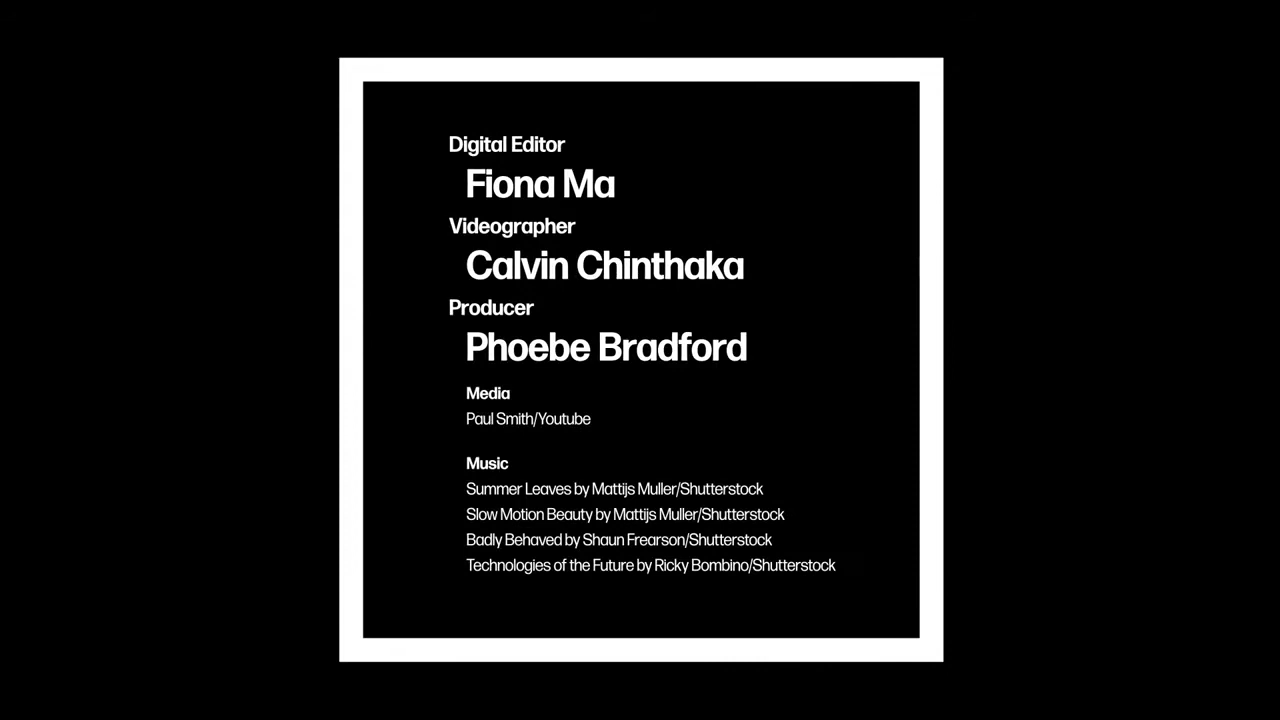 Digital Editor
Fiona Ma
Videographer
Calvin Chinthaka
Producer
Phoebe Bradford
Media
Paul Smith/Youtube
Music
Summer Leaves by Mattijs Muller/Shutterstock
Slow Motion Beauty by Mattijs Muller/Shutterstock
Badly Behaved by Shaun Frearson/Shutterstock
Technologies of the Future by Ricky Bombino/Shutterstock